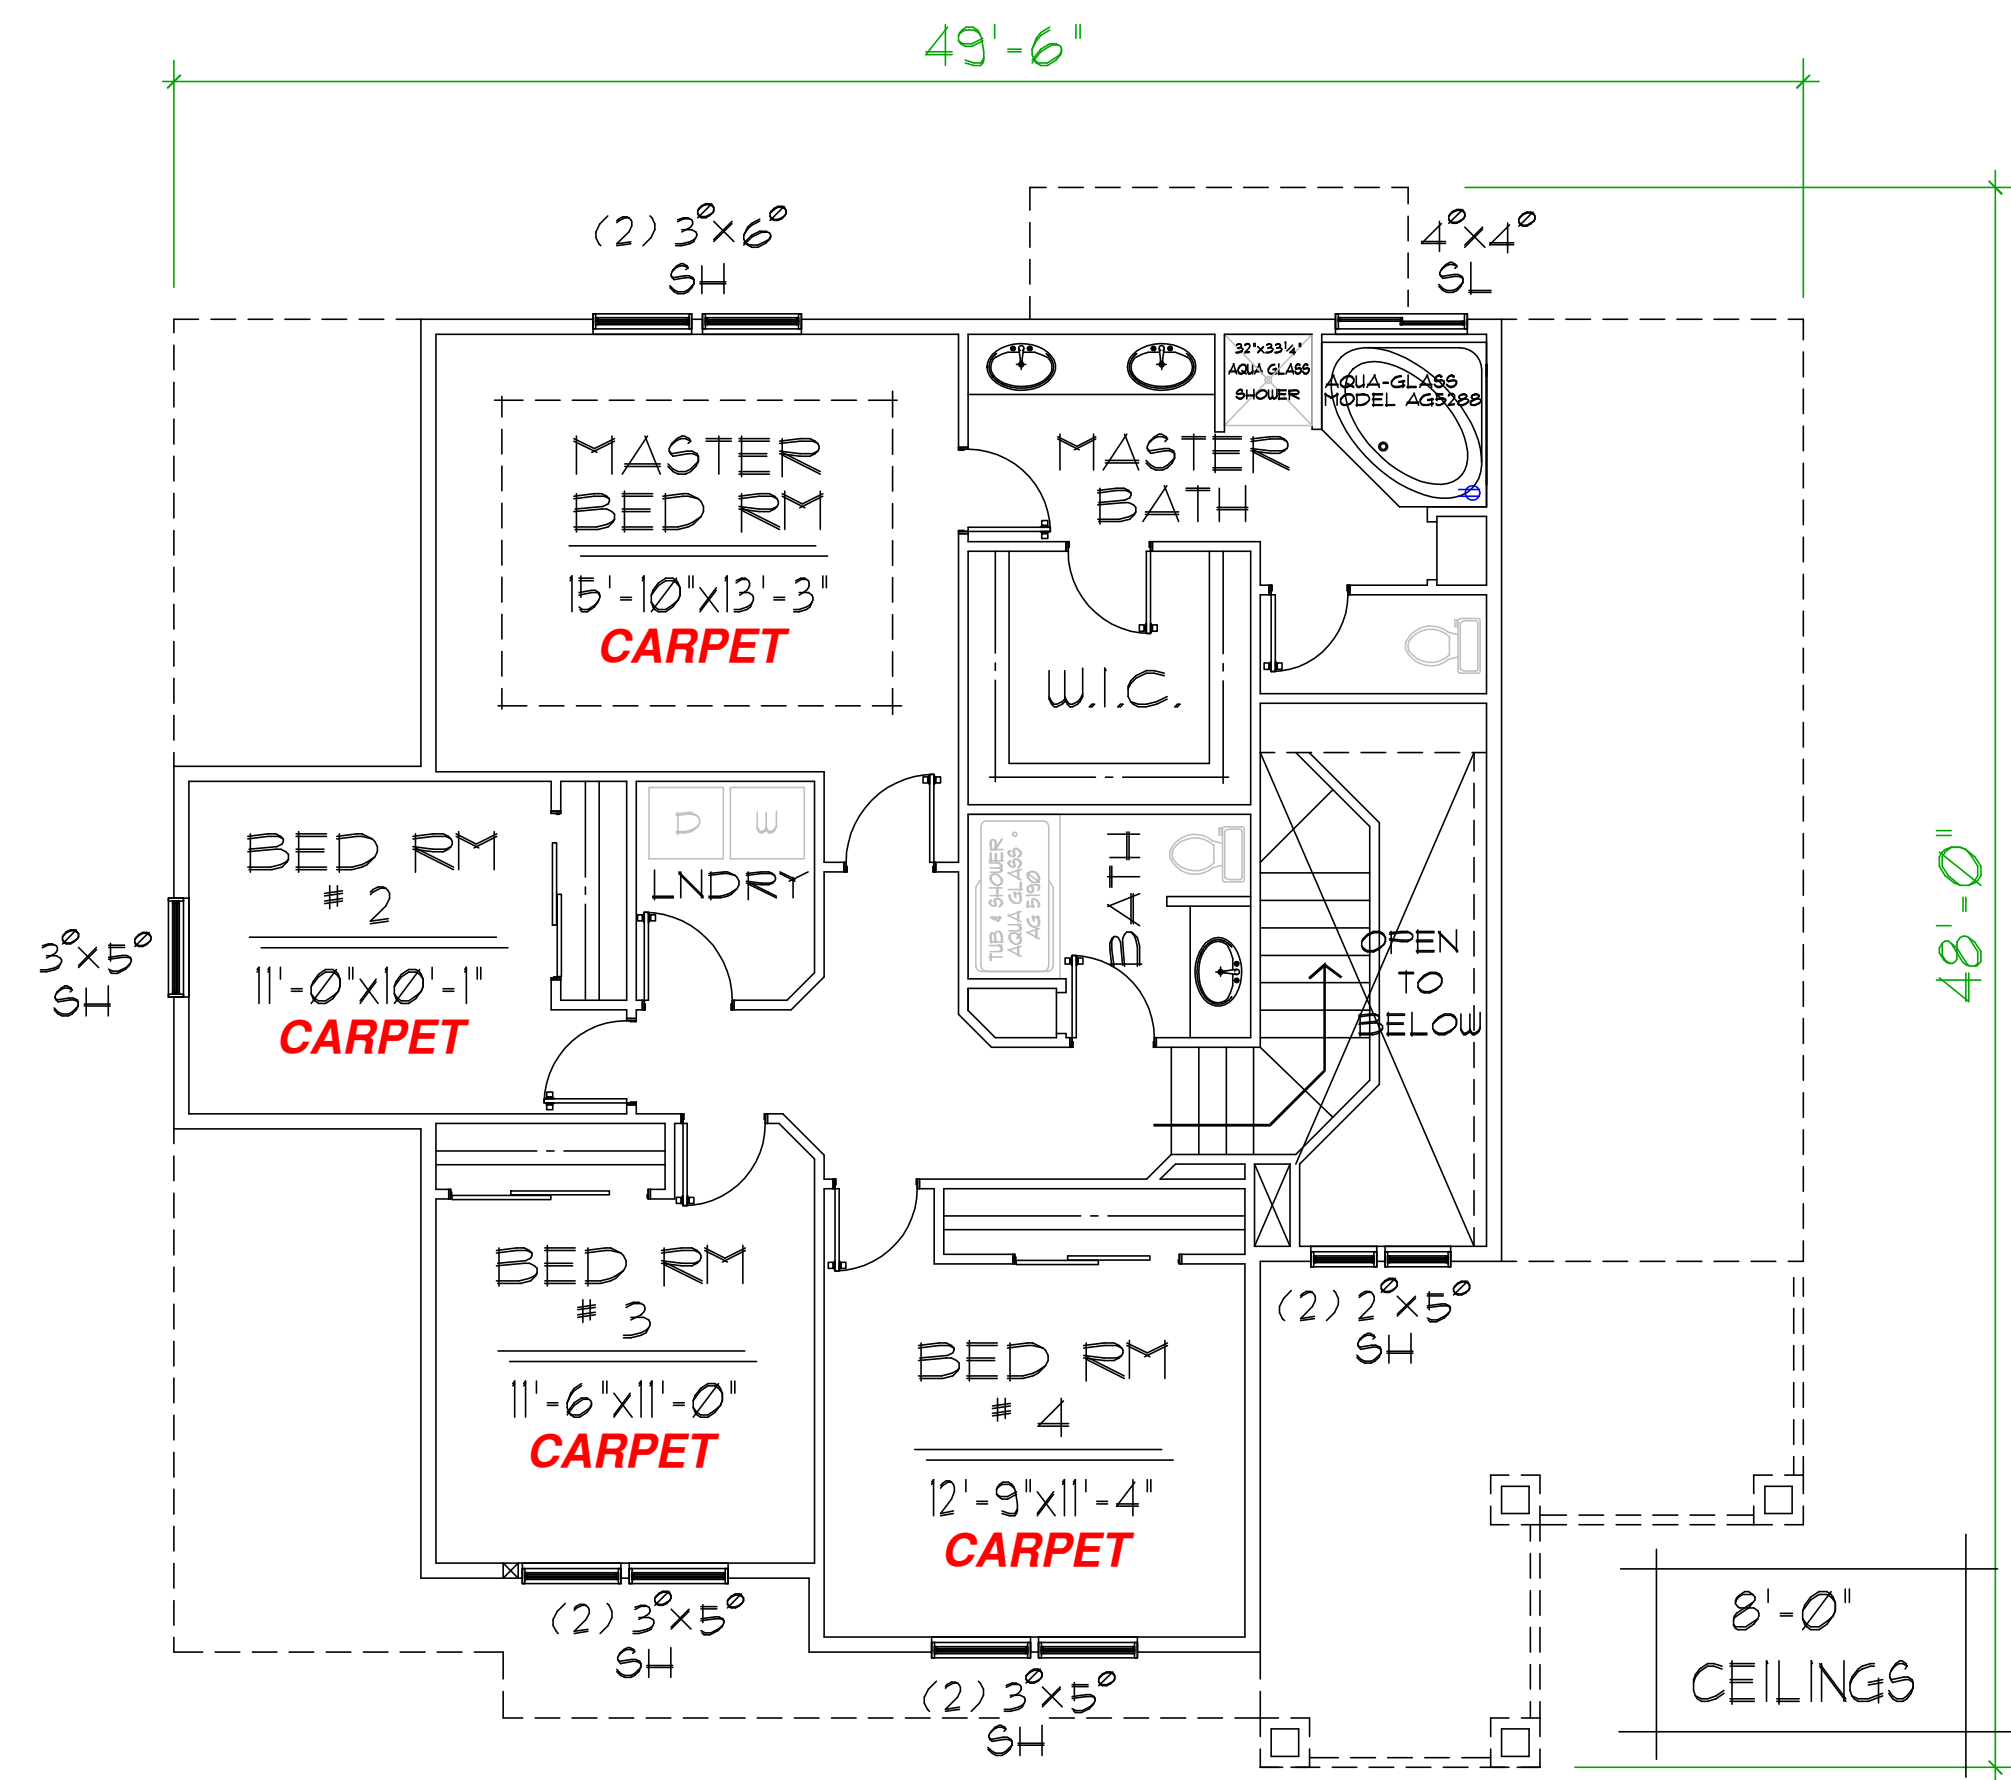 49'-6"
(2) 3⁰x6⁰
SH
4⁰x4⁰
SL
32"x33¼"
AQUA GLASS
SHOWER
AQUA-GLASS
MODEL AG5288
MASTER
BED RM
15'-10"x13'-3"
CARPET
MASTER
BATH
W.I.C.
BED RM
# 2
11'-0"x10'-1"
CARPET
3⁰x5⁰
SH
D
W
LNDRY
TUB & SHOWER
AQUA GLASS
AG 5190
BATH
OPEN
TO
BELOW
48'-0"
BED RM
# 3
11'-6"x11'-0"
CARPET
(2) 3⁰x5⁰
SH
BED RM
# 4
12'-9"x11'-4"
CARPET
(2) 3⁰x5⁰
SH
(2) 2⁰x5⁰
SH
8'-0"
CEILINGS